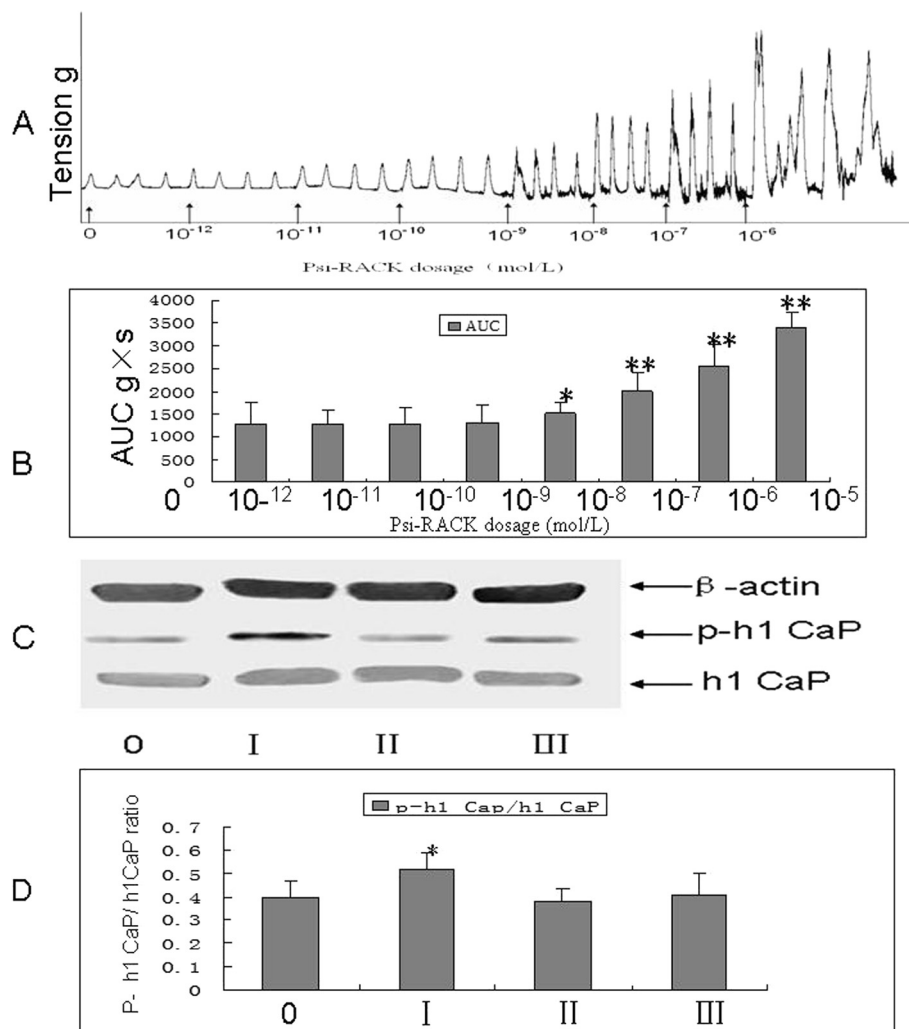 A
Tension g
0 10-12 10-11 10-10 10-9 10-8 10-7 10-6
Psi-RACK dosage (mol/L)
B
AUC g×s
4000
3500
3000
2500
2000
1500
1000
500
0
AUC
* ** ** **
0 10-12 10-11 10-10 10-9 10-8 10-7 10-6 10-5
Psi-RACK dosage (mol/L)
C
β-actin
p-h1 CaP
h1 CaP
0 I II III
D
P- h1 CaP/ h1CaP ratio
p-h1 Cap/h1 CaP
0.7
0.6
0.5
0.4
0.3
0.2
0.1
0
*
0 I II III